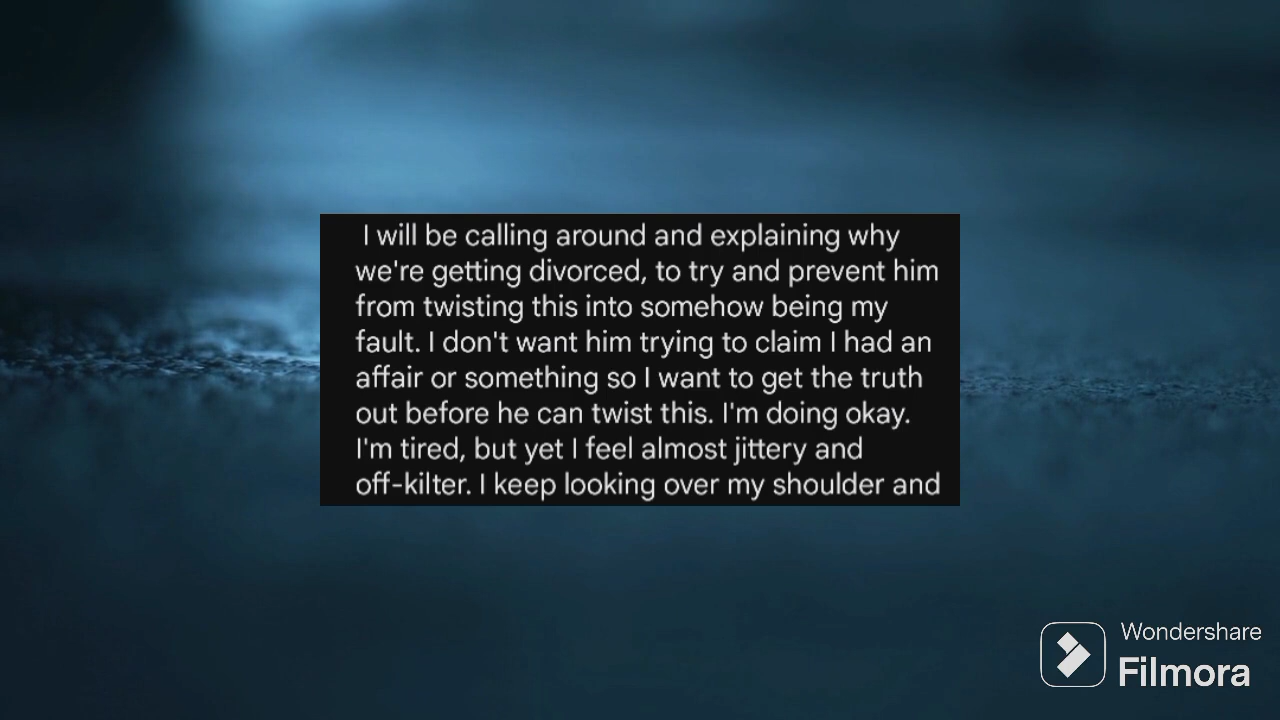 I will be calling around and explaining why
we're getting divorced, to try and prevent him
from twisting this into somehow being my
fault. I don't want him trying to claim I had an
affair or something so I want to get the truth
out before he can twist this. I'm doing okay.
I'm tired, but yet I feel almost jittery and
off-kilter. I keep looking over my shoulder and
Wondershare
Filmora